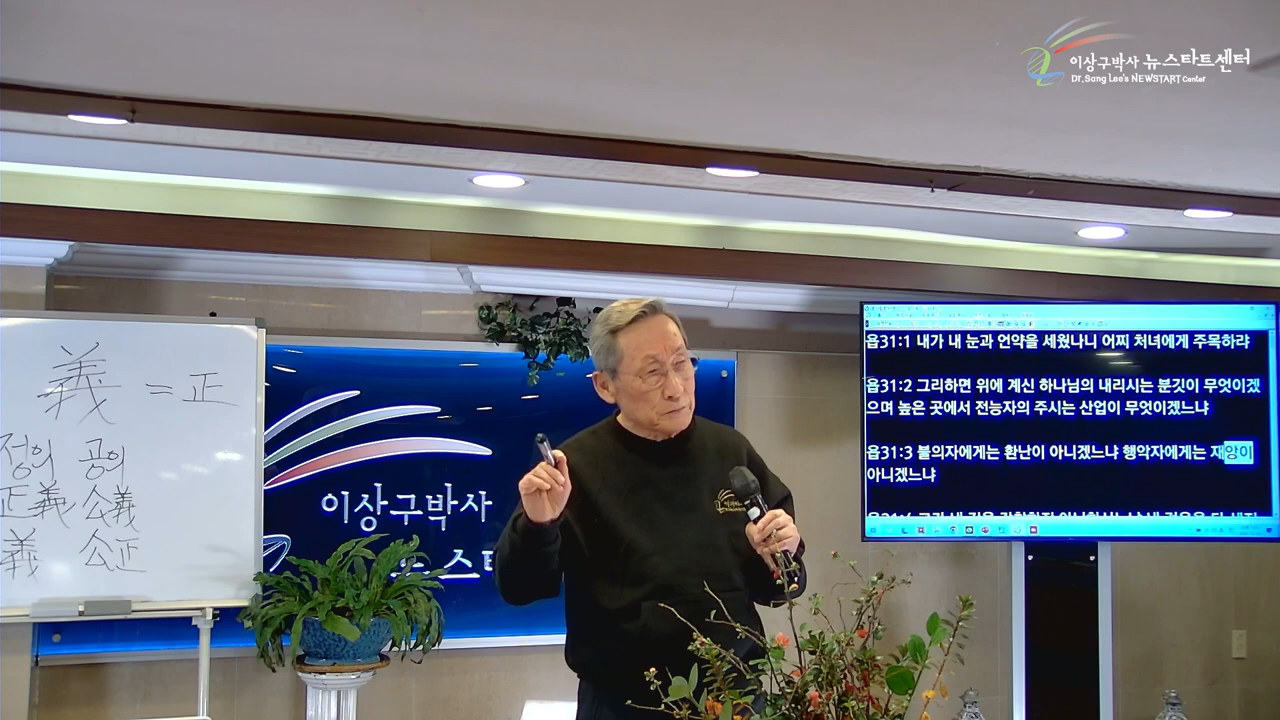 이상구박사 뉴스타트센터
Dr. Sang Lee's NEWSTART Center
義 = 正
정의 공의
正義 公義
義 公正
이상구박사
욥31:1 내가 내 눈과 언약을 세웠나니 어찌 처녀에게 주목하랴
욥31:2 그리하면 위에 계신 하나님의 내리시는 분깃이 무엇이겠
으며 높은 곳에서 전능자의 주시는 산업이 무엇이겠느냐
욥31:3 불의자에게는 환난이 아니겠느냐 행악자에게는 재앙이
아니겠느냐